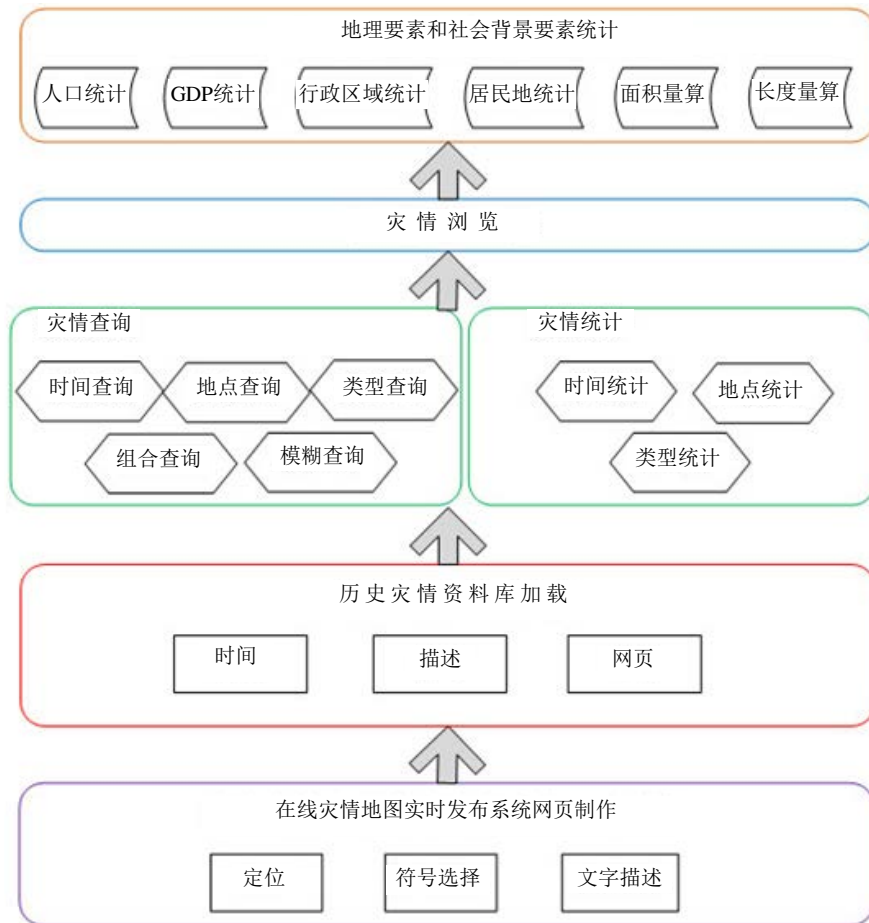 地理要素和社会背景要素统计
人口统计
GDP统计
行政区域统计
居民地统计
面积量算
长度量算
灾情浏览
灾情查询
时间查询
地点查询
类型查询
组合查询
模糊查询
灾情统计
时间统计
地点统计
类型统计
历史灾情资料库加载
时间
描述
网页
在线灾情地图实时发布系统网页制作
定位
符号选择
文字描述